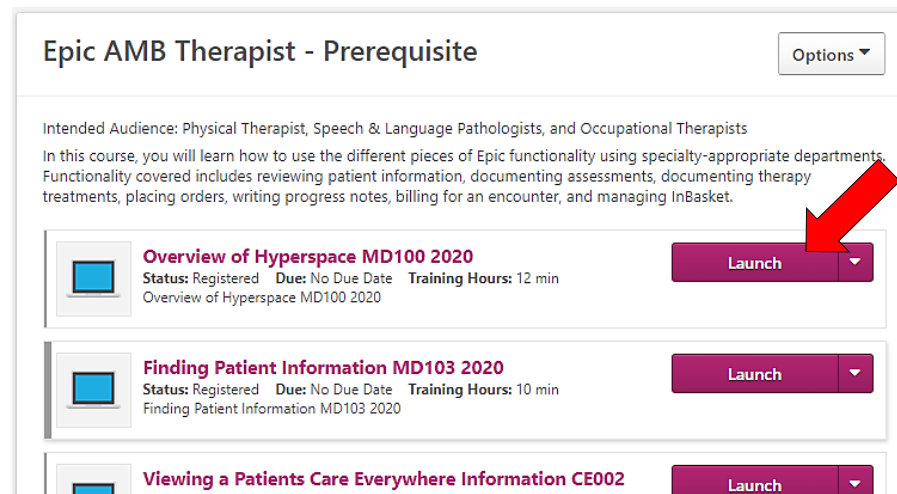 Epic AMB Therapist - Prerequisite
Options
Intended Audience: Physical Therapist, Speech & Language Pathologists, and Occupational Therapists
In this course, you will learn how to use the different pieces of Epic functionality using specialty-appropriate departments.
Functionality covered includes reviewing patient information, documenting assessments, documenting therapy
treatments, placing orders, writing progress notes, billing for an encounter, and managing InBasket.
Overview of Hyperspace MD100 2020
Status: Registered Due: No Due Date Training Hours: 12 min
Overview of Hyperspace MD100 2020
Launch
Finding Patient Information MD103 2020
Status: Registered Due: No Due Date Training Hours: 10 min
Finding Patient Information MD103 2020
Launch
Viewing a Patients Care Everywhere Information CE002
Launch